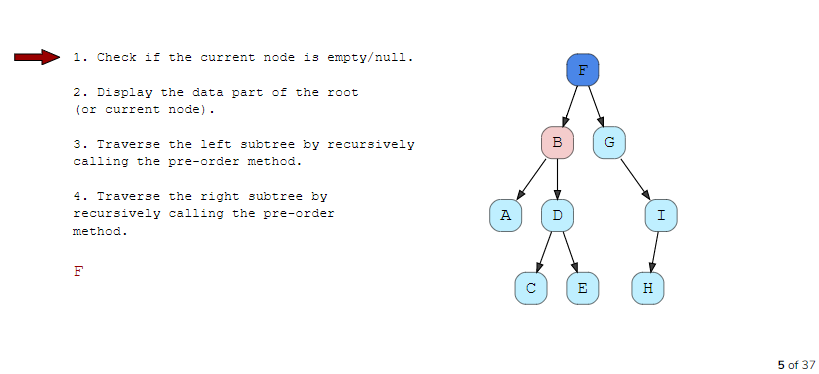 1. Check if the current node is empty/null.
2. Display the data part of the root
(or current node).
3. Traverse the left subtree by recursively
calling the pre-order method.
4. Traverse the right subtree by
recursively calling the pre-order
method.
F
F
B
G
A
D
I
C
E
H
5 of 37